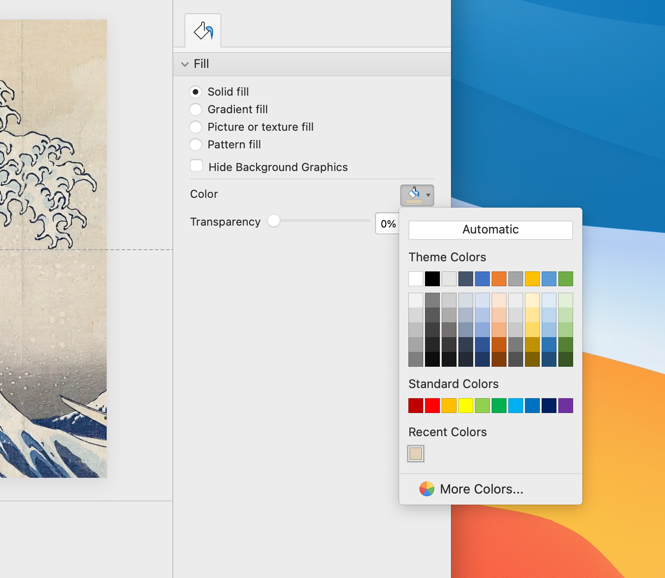 Fill
Solid fill
Gradient fill
Picture or texture fill
Pattern fill
Hide Background Graphics
Color
Transparency 0%
Automatic
Theme Colors
Standard Colors
Recent Colors
More Colors...